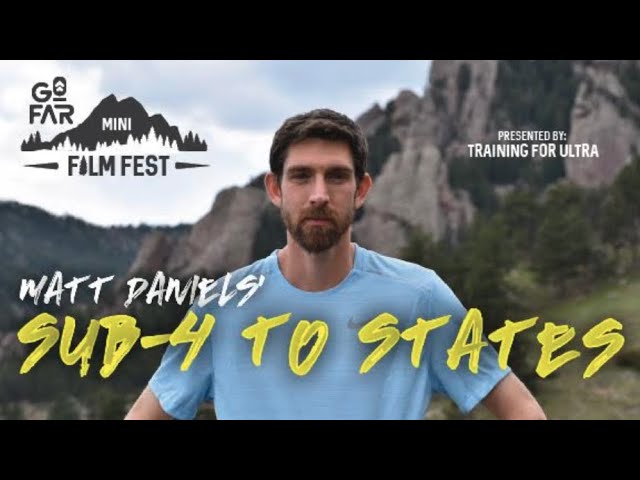 GO
FAR
MINI
FILM FEST
PRESENTED BY:
TRAINING FOR ULTRA
MATT DANIELS'
SUB-4 TO STATES